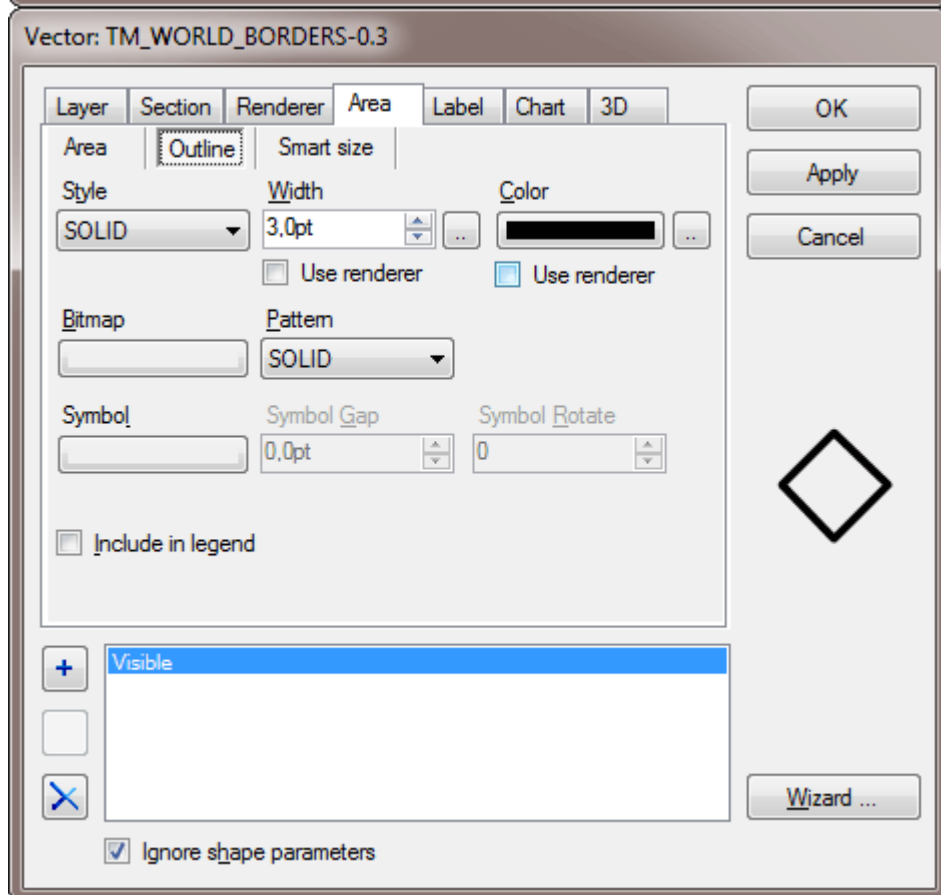 Vector: TM_WORLD_BORDERS-0.3
Layer Section Renderer Area Label Chart 3D
OK
Area Outline Smart size
Apply
Style Width Color
SOLID 3,0pt .. ..
Cancel
Use renderer Use renderer
Bitmap Pattern
SOLID
Symbol Symbol Gap Symbol Rotate
0,0pt 0
Include in legend
Visible
Wizard ...
Ignore shape parameters